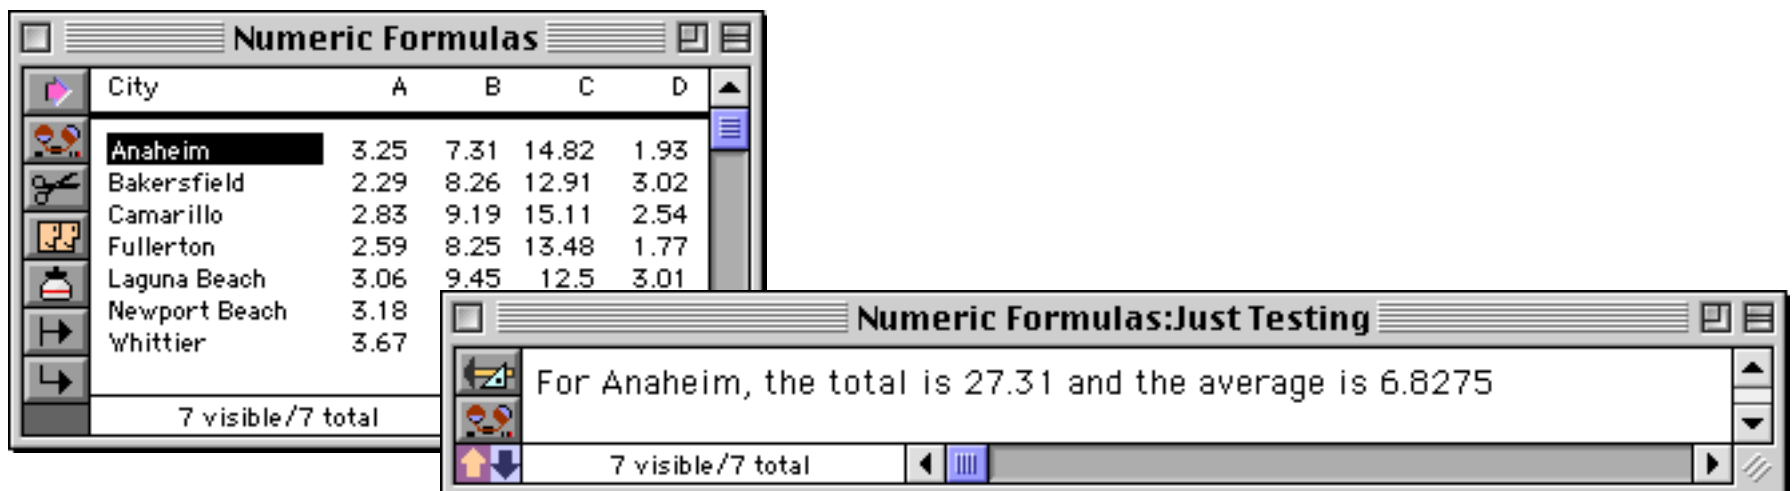 Numeric Formulas
City A B C D
Anaheim 3.25 7.31 14.82 1.93
Bakersfield 2.29 8.26 12.91 3.02
Camarillo 2.83 9.19 15.11 2.54
Fullerton 2.59 8.25 13.48 1.77
Laguna Beach 3.06 9.45 12.5 3.01
Newport Beach 3.18
Whittier 3.67
7 visible/7 total
Numeric Formulas:Just Testing
For Anaheim, the total is 27.31 and the average is 6.8275
7 visible/7 total